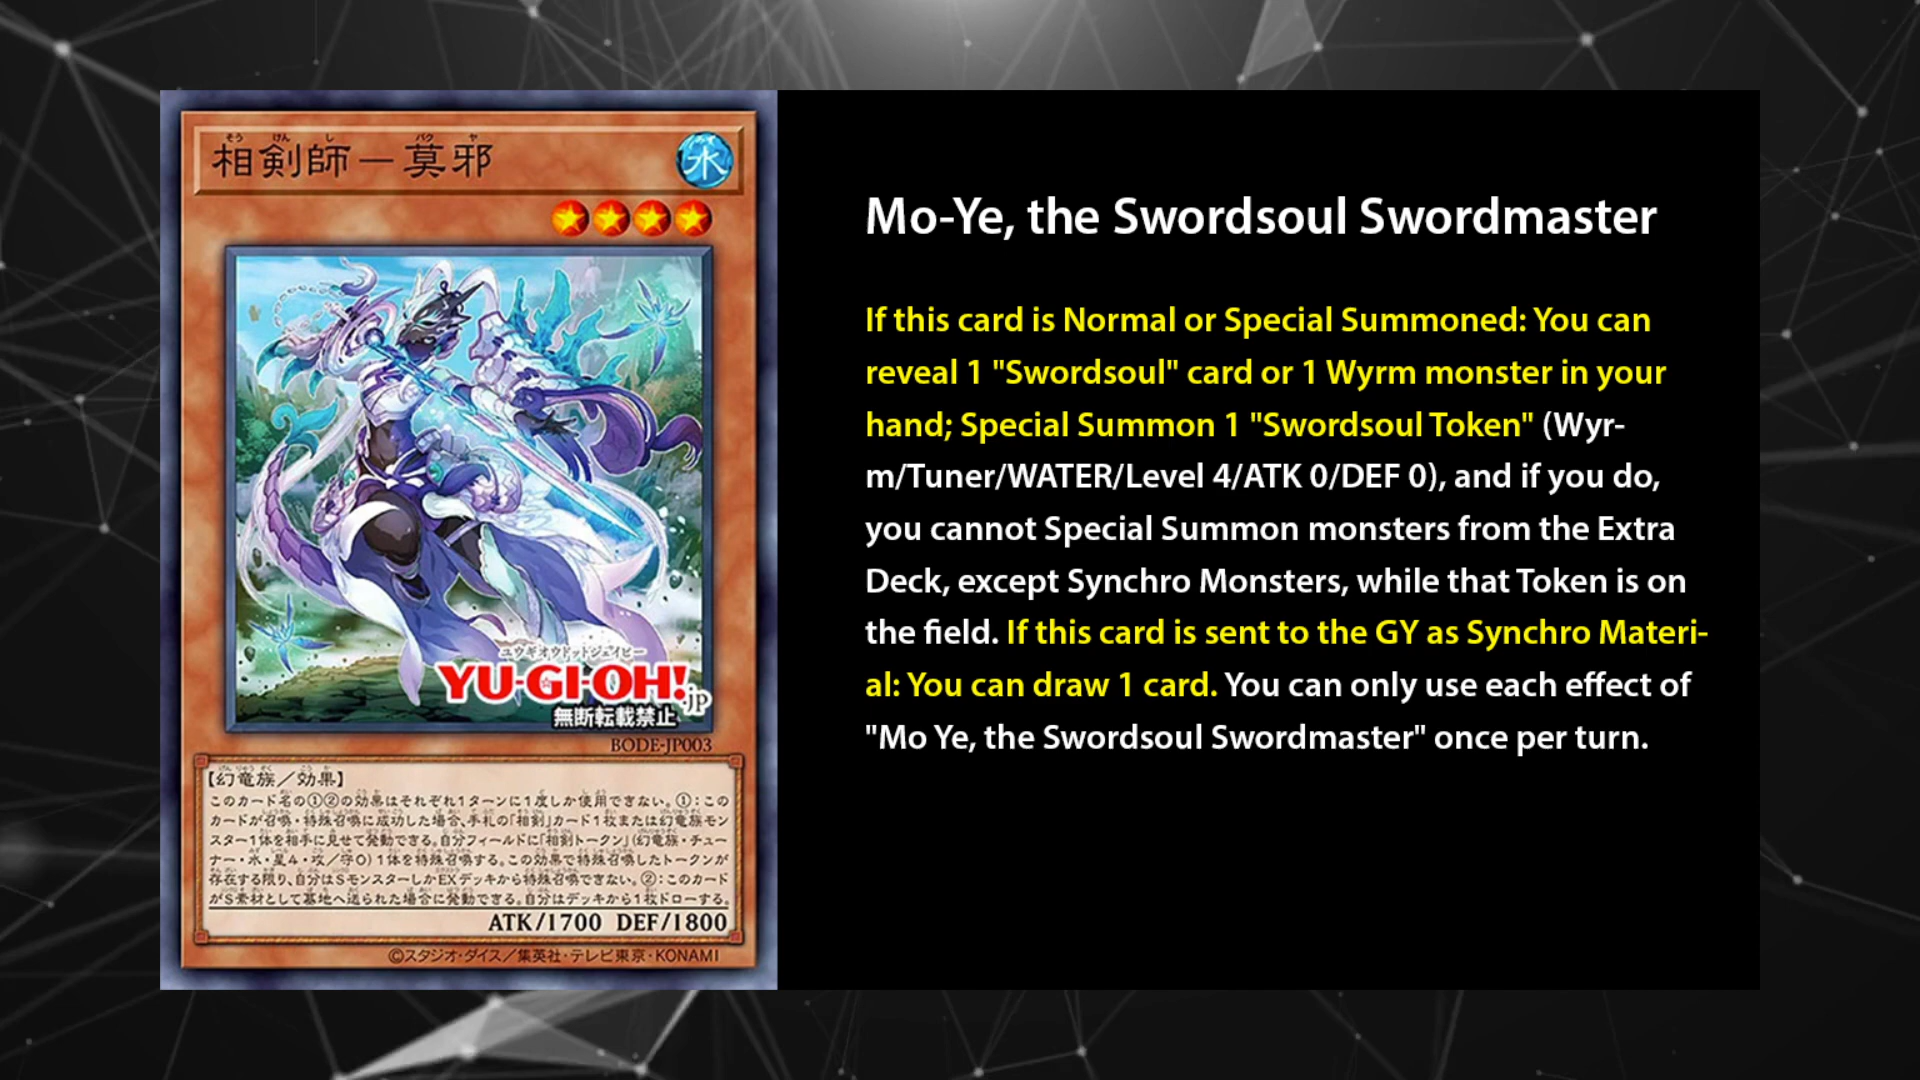 そう けん し バク ヤ
相剣師－莫邪
水
ユウギオウドットジェイピー
YU-GI-OH!.jp
無断転載禁止
BODE-JP003
【幻竜族／効果】
このカード名の①②の効果はそれぞれ1ターンに1度しか使用できない。①:この
カードが召喚・特殊召喚に成功した場合、手札の「相剣」カード1枚または幻竜族モン
スター1体を相手に見せて発動できる。自分フィールドに「相剣トークン」(幻竜族・チュー
ナー・水・星4・攻／守0)1体を特殊召喚する。この効果で特殊召喚したトークンが
存在する限り、自分はSモンスターしかEXデッキから特殊召喚できない。②:このカード
がS素材として墓地へ送られた場合に発動できる。自分はデッキから1枚ドローする。
ATK/1700 DEF/1800
©スタジオ・ダイス／集英社・テレビ東京・KONAMI
Mo-Ye, the Swordsoul Swordmaster
If this card is Normal or Special Summoned: You can
reveal 1 "Swordsoul" card or 1 Wyrm monster in your
hand; Special Summon 1 "Swordsoul Token" (Wyr-
m/Tuner/WATER/Level 4/ATK 0/DEF 0), and if you do,
you cannot Special Summon monsters from the Extra
Deck, except Synchro Monsters, while that Token is on
the field. If this card is sent to the GY as Synchro Materi-
al: You can draw 1 card. You can only use each effect of
"Mo Ye, the Swordsoul Swordmaster" once per turn.